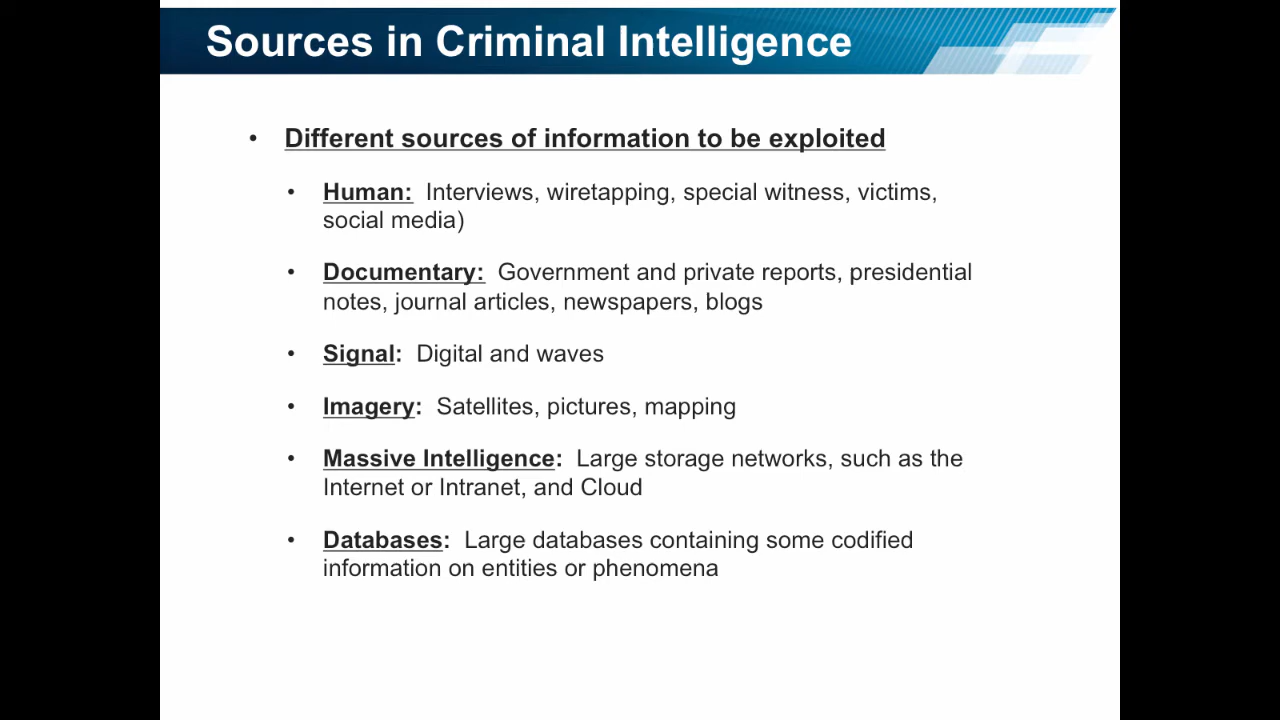 Sources in Criminal Intelligence
• Different sources of information to be exploited
• Human: Interviews, wiretapping, special witness, victims,
social media)
• Documentary: Government and private reports, presidential
notes, journal articles, newspapers, blogs
• Signal: Digital and waves
• Imagery: Satellites, pictures, mapping
• Massive Intelligence: Large storage networks, such as the
Internet or Intranet, and Cloud
• Databases: Large databases containing some codified
information on entities or phenomena